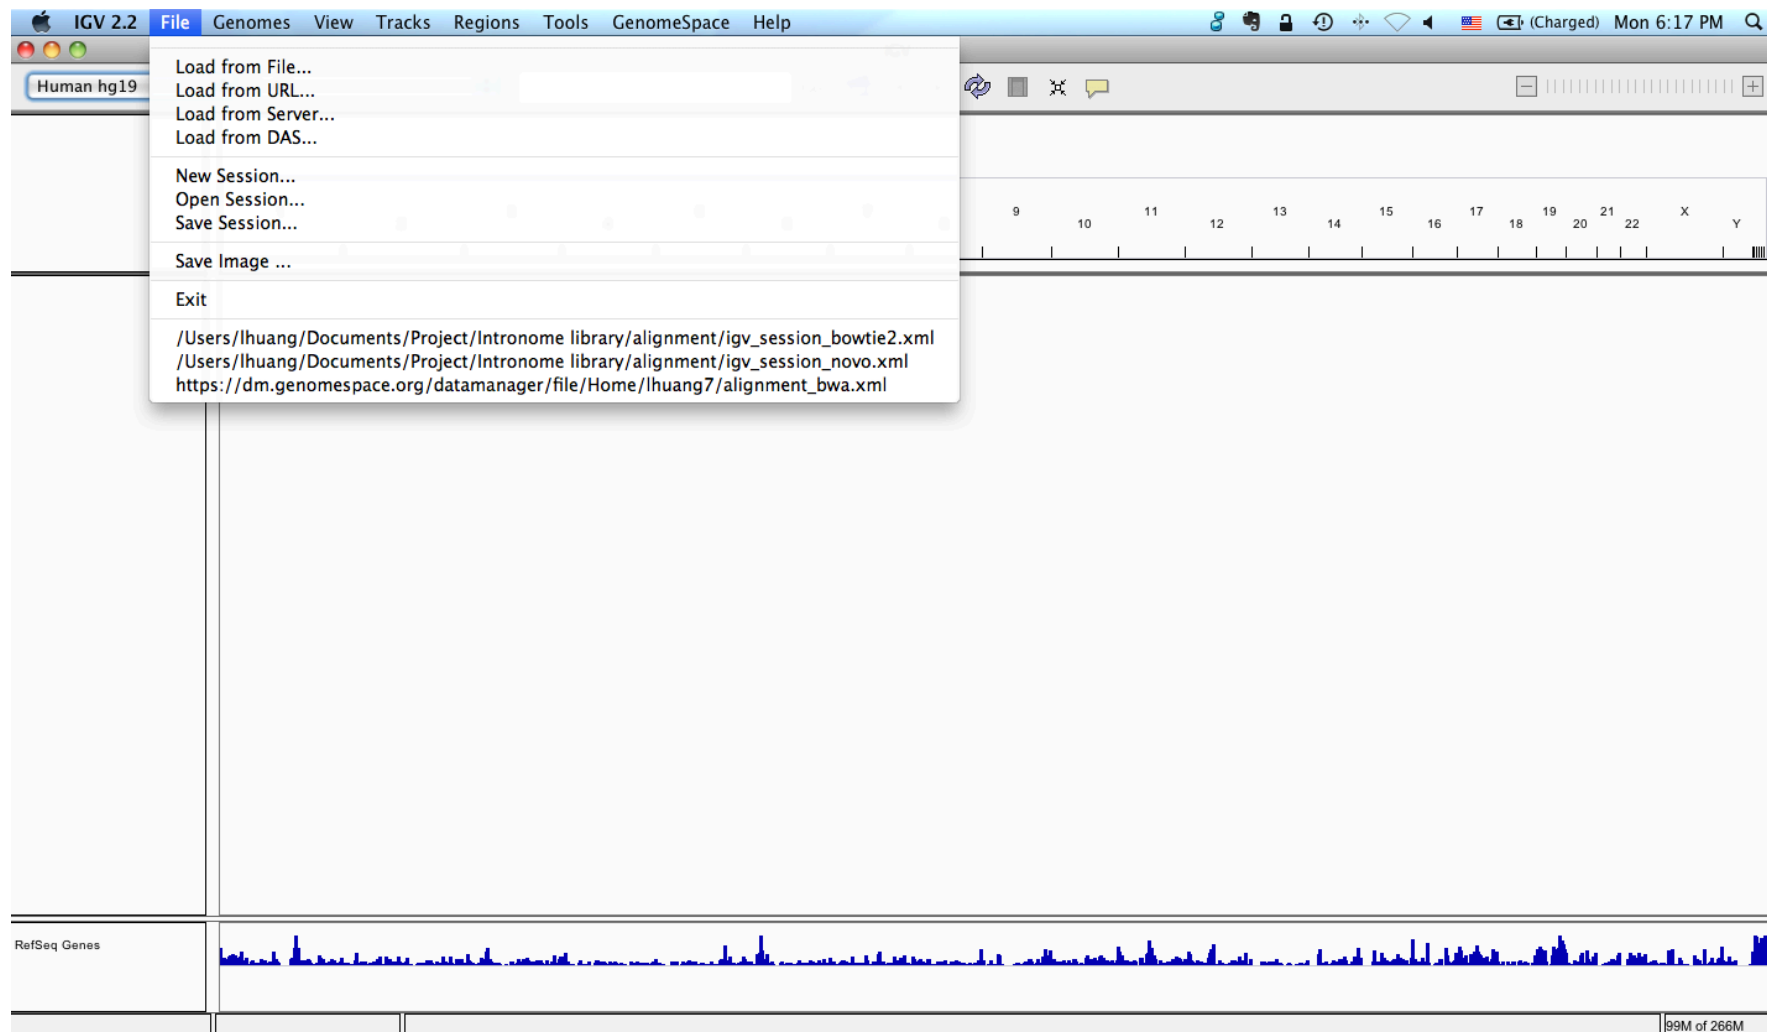 IGV 2.2 File Genomes View Tracks Regions Tools GenomeSpace Help (Charged) Mon 6:17 PM
Human hg19
Load from File...
Load from URL...
Load from Server...
Load from DAS...
New Session...
Open Session...
Save Session...
Save Image ...
Exit
/Users/lhuang/Documents/Project/Intronome library/alignment/igv_session_bowtie2.xml
/Users/lhuang/Documents/Project/Intronome library/alignment/igv_session_novo.xml
https://dm.genomespace.org/datamanager/file/Home/lhuang7/alignment_bwa.xml
9 10 11 12 13 14 15 16 17 18 19 20 21 22 X Y
RefSeq Genes
99M of 266M